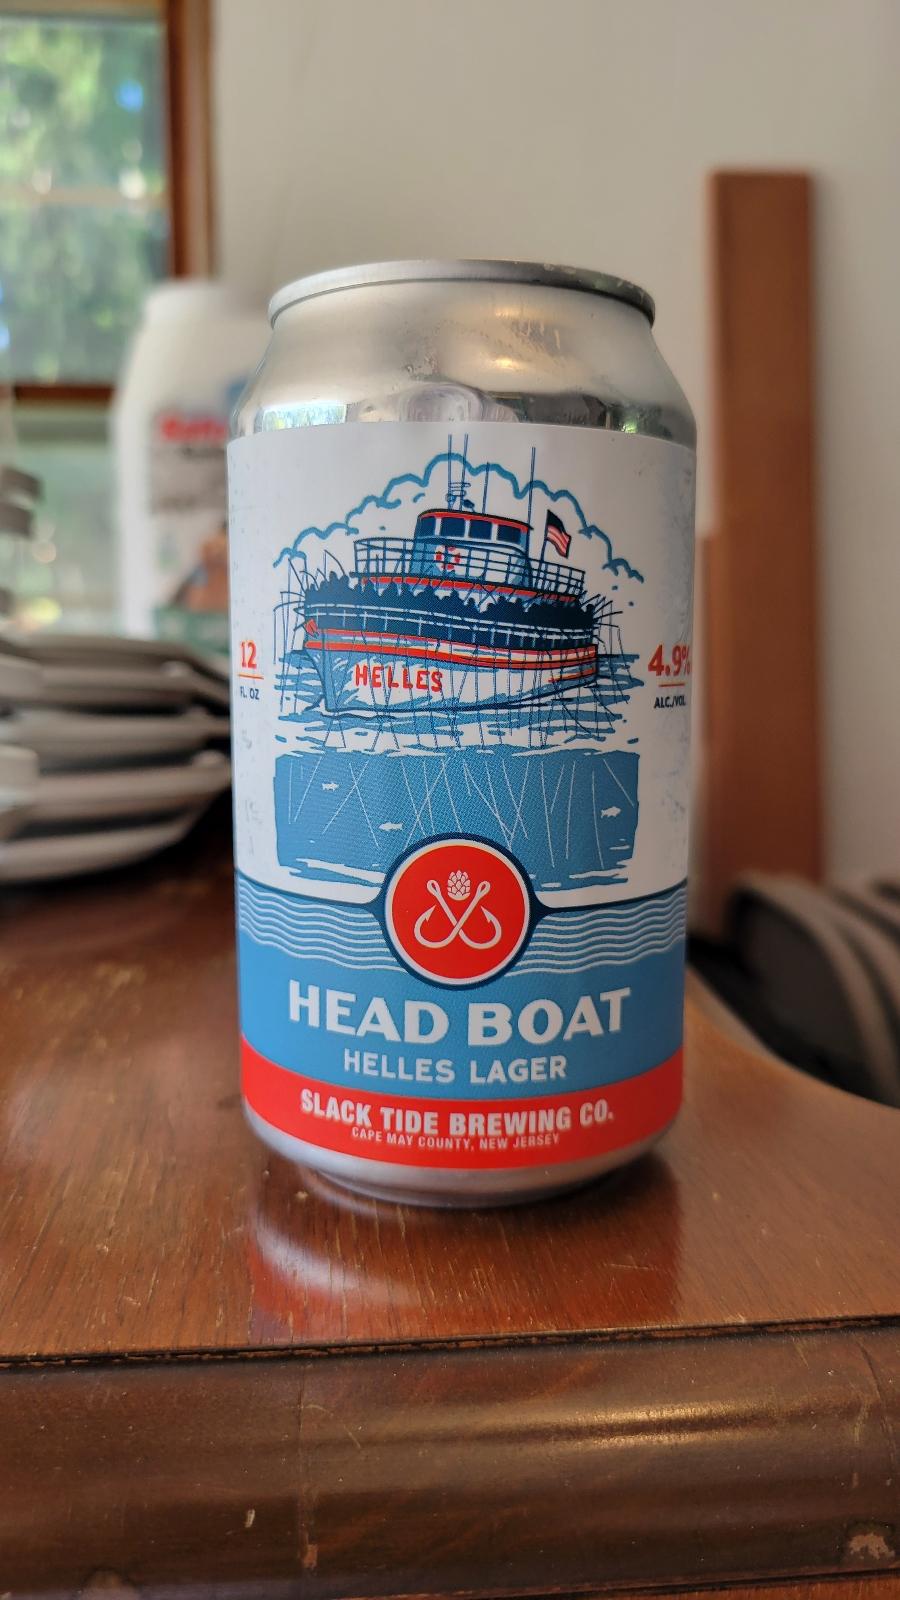 HELLES
12
FL. OZ
4.9%
ALC./VOL.
HEAD BOAT
HELLES LAGER
SLACK TIDE BREWING CO.
CAPE MAY COUNTY, NEW JERSEY